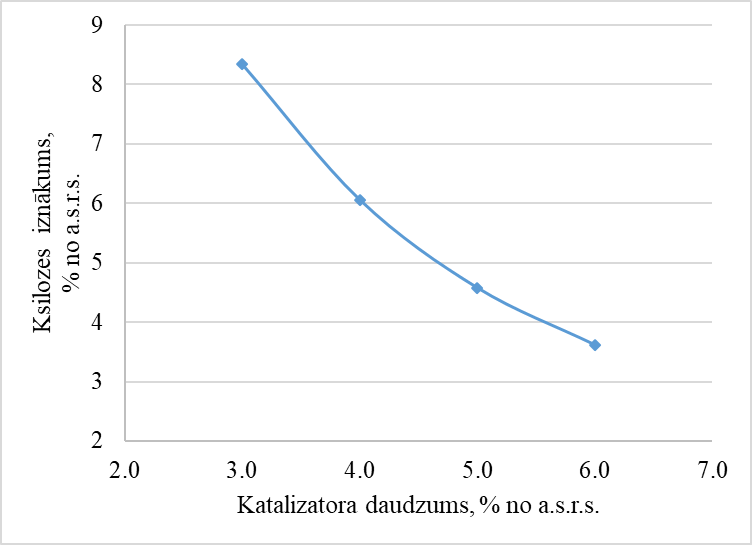 9
8
7
6
5
4
3
2
Ksilozes iznākums,
% no a.s.r.s.
2.0 3.0 4.0 5.0 6.0 7.0
Katalizatora daudzums, % no a.s.r.s.